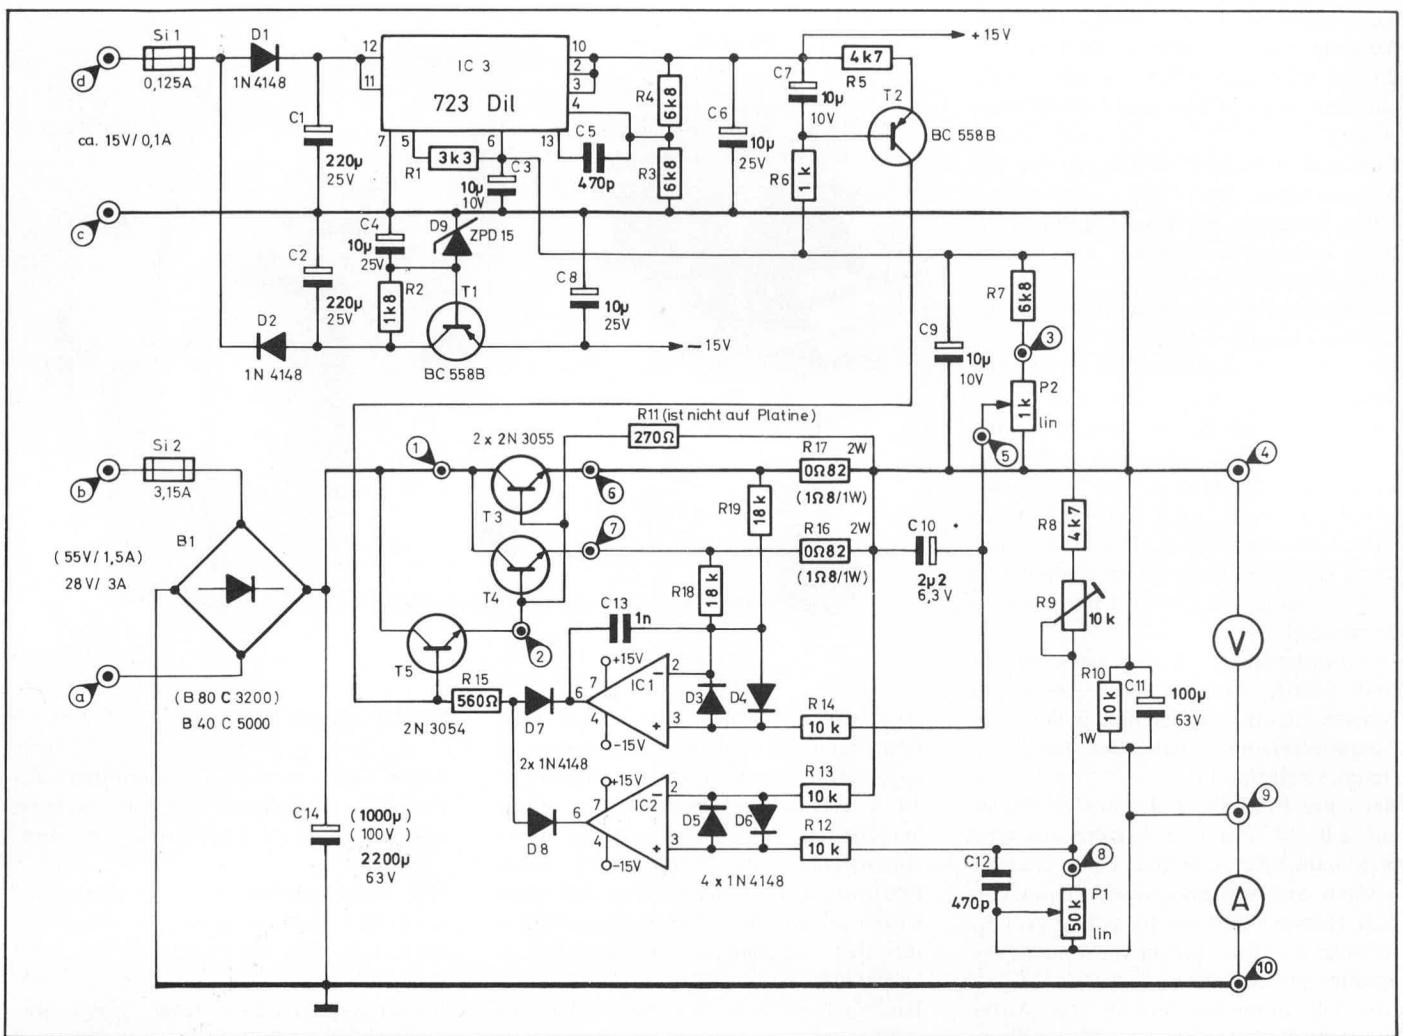 Si 1
D1
+ 15V
d
0,125A
1N4148
ca. 15V/ 0,1A
12
11
IC 3
723 Dil
10
2
3
4
7
5
6
13
C1
220µ
25V
R1
3k3
C3
10µ
10V
C5
470p
R4
6k8
R3
6k8
C6
10µ
25V
C7
10µ
10V
4k7
R5
T2
BC 558B
R6
1k
c
C4
10µ
25V
D9
ZPD 15
C2
220µ
25V
R2
1k8
T1
C8
10µ
25V
D2
1N 4148
BC 558B
– 15V
R7
6k8
C9
10µ
10V
3
P2
1k
lin
5
R11 (ist nicht auf Platine)
270Ω
Si 2
3,15A
b
1
2 x 2N 3055
T3
6
R17
2W
0Ω82
(1Ω8/1W)
4
R19
18k
7
R16
2W
0Ω82
(1Ω8/1W)
C10
2µ2
6,3V
R8
4k7
(55V/1,5A)
28V/ 3A
B1
T4
R18
18k
C13
1n
2
R9
10k
V
a
(B 80 C 3200)
B 40 C 5000
T5
2N 3054
R15
560Ω
D7
2x 1N4148
+15V
7
6
4
–15V
IC1
2
3
D3
D4
R 14
10k
R10
10k
1W
C11
100µ
63V
C14
(1000µ)
(100V)
2200µ
63V
D8
+15V
7
6
4
–15V
IC2
2
3
D5
D6
R 13
10k
R 12
10k
4 x 1N4148
9
8
C12
470p
P1
50k
lin
A
10